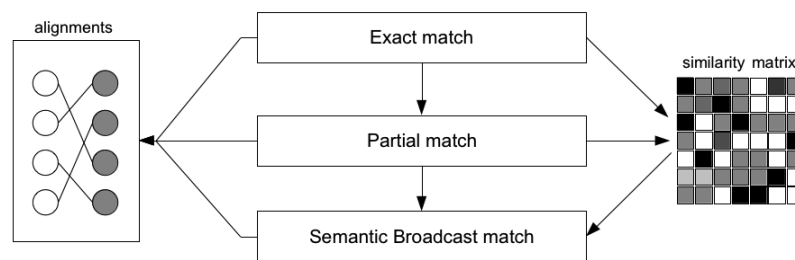 alignments
Exact match
similarity matrix
Partial match
Semantic Broadcast match